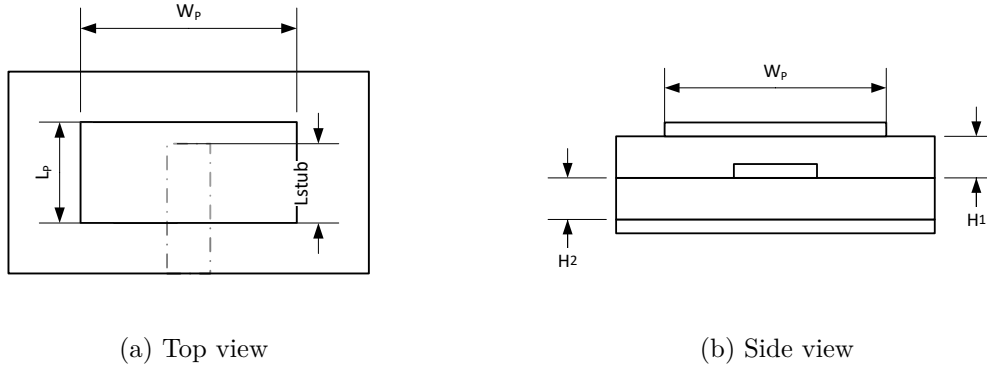 W_P
L_P
Lstub
(a) Top view
W_P
H1
H2
(b) Side view